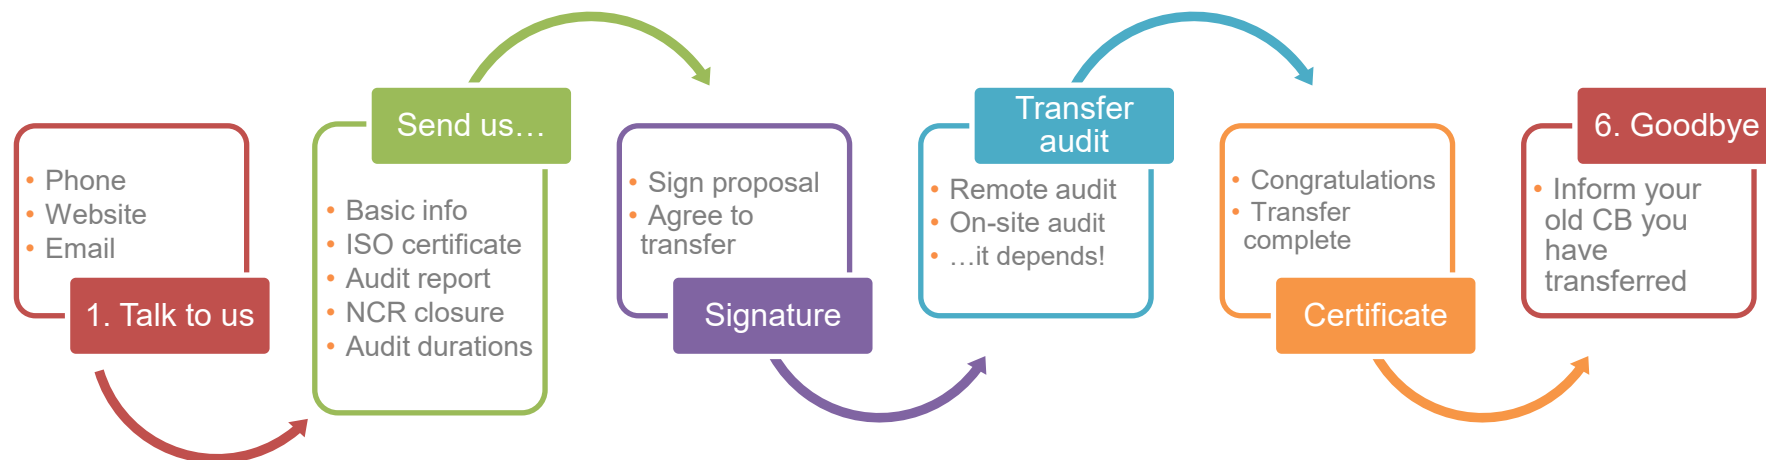 • Phone
• Website
• Email
1. Talk to us
Send us…
• Basic info
• ISO certificate
• Audit report
• NCR closure
• Audit durations
• Sign proposal
• Agree to
transfer
Signature
Transfer
audit
• Remote audit
• On-site audit
• …it depends!
• Congratulations
• Transfer
complete
Certificate
6. Goodbye
• Inform your
old CB you
have
transferred